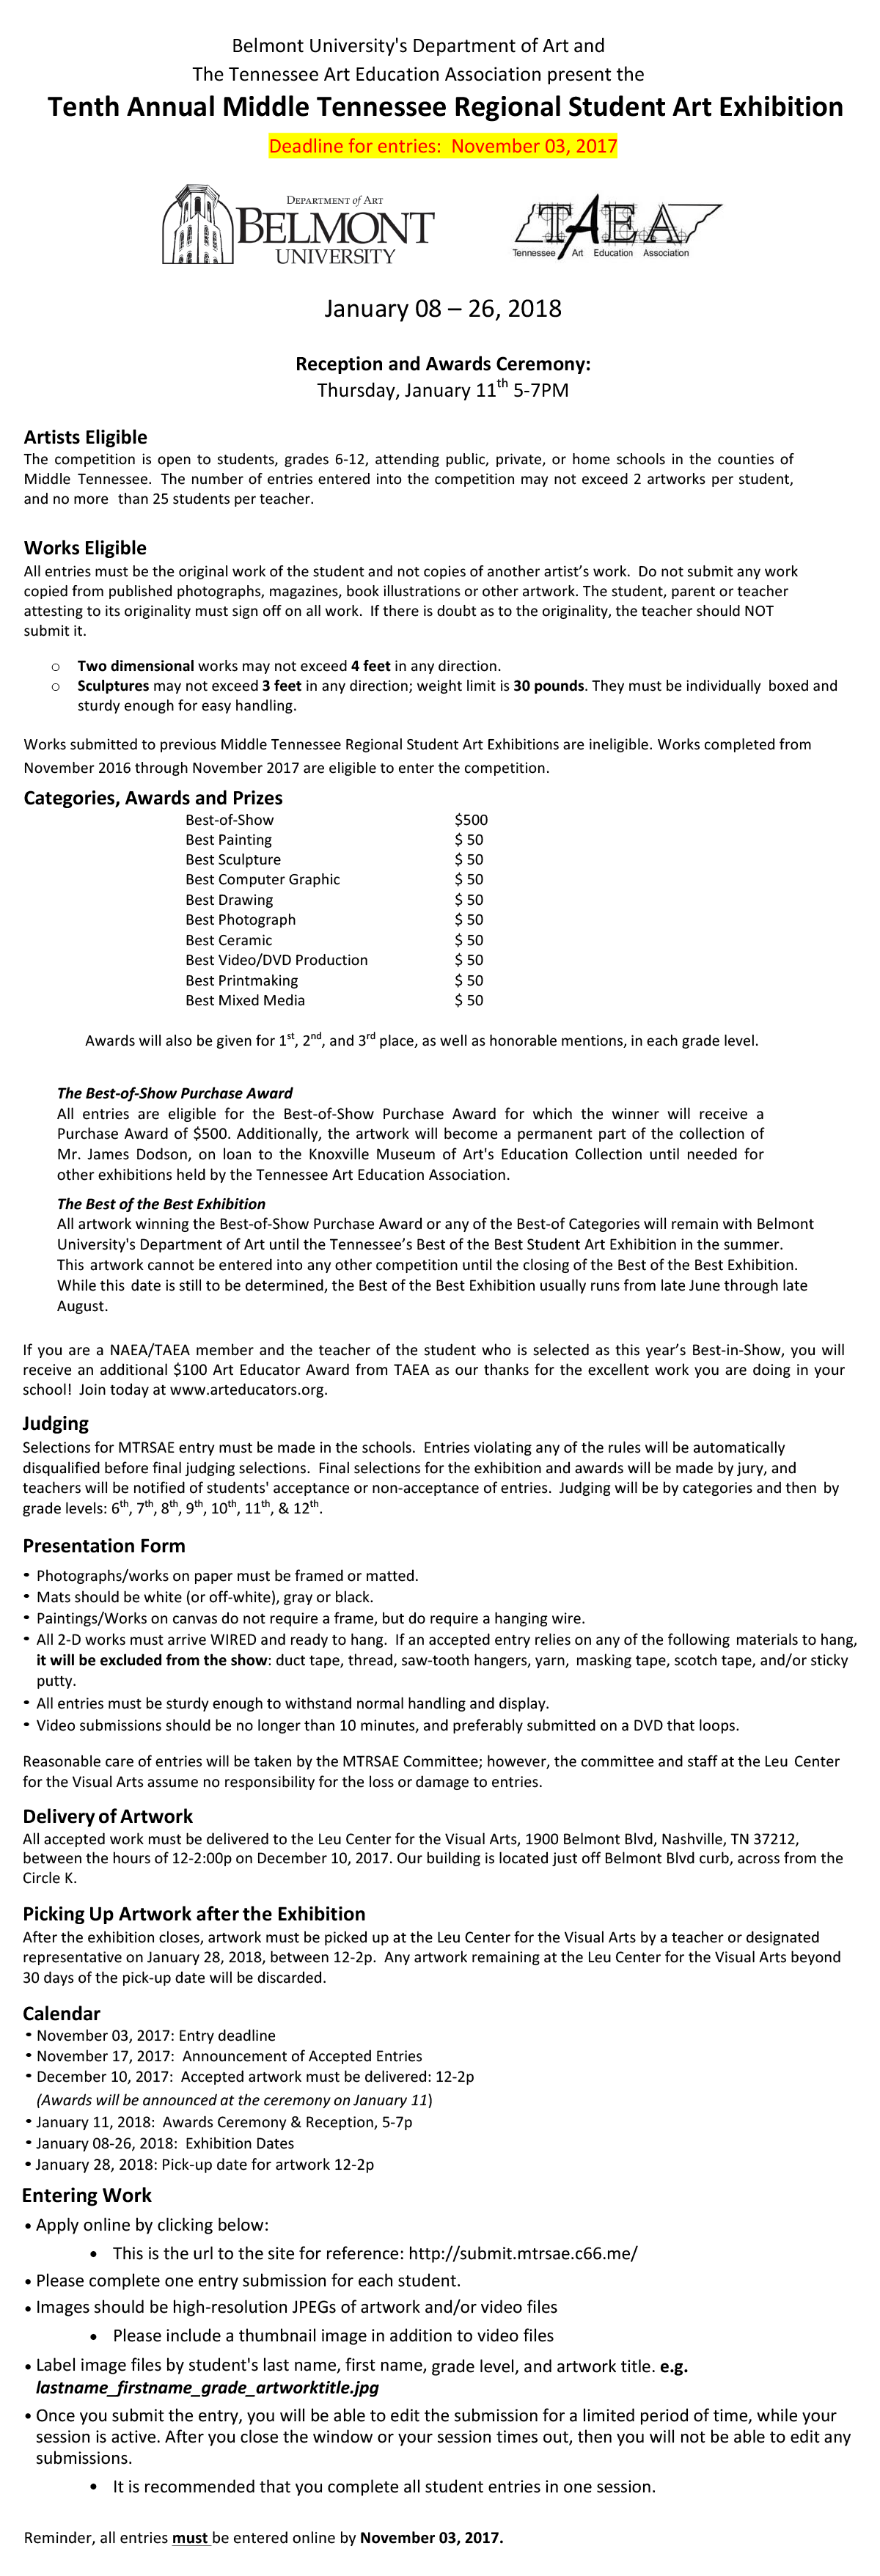 Belmont University's Department of Art and
The Tennessee Art Education Association present the
Tenth Annual Middle Tennessee Regional Student Art Exhibition
Deadline for entries:  November 03, 2017
DEPARTMENT of ART
BELMONT
UNIVERSITY
TAEA
Tennessee Art Education Association
January 08 – 26, 2018
Reception and Awards Ceremony:
Thursday, January 11th 5-7PM
Artists Eligible
The competition is open to students, grades 6-12, attending public, private, or home schools in the counties of
Middle Tennessee.  The number of entries entered into the competition may not exceed 2 artworks per student,
and no more  than 25 students per teacher.
Works Eligible
All entries must be the original work of the student and not copies of another artist’s work.  Do not submit any work
copied from published photographs, magazines, book illustrations or other artwork. The student, parent or teacher
attesting to its originality must sign off on all work.  If there is doubt as to the originality, the teacher should NOT
submit it.
o Two dimensional works may not exceed 4 feet in any direction.
o Sculptures may not exceed 3 feet in any direction; weight limit is 30 pounds. They must be individually  boxed and
sturdy enough for easy handling.
Works submitted to previous Middle Tennessee Regional Student Art Exhibitions are ineligible. Works completed from
November 2016 through November 2017 are eligible to enter the competition.
Categories, Awards and Prizes
Best-of-Show $500
Best Painting $ 50
Best Sculpture $ 50
Best Computer Graphic $ 50
Best Drawing $ 50
Best Photograph $ 50
Best Ceramic $ 50
Best Video/DVD Production $ 50
Best Printmaking $ 50
Best Mixed Media $ 50
Awards will also be given for 1st, 2nd, and 3rd place, as well as honorable mentions, in each grade level.
The Best-of-Show Purchase Award
All entries are eligible for the Best-of-Show Purchase Award for which the winner will receive a
Purchase Award of $500. Additionally, the artwork will become a permanent part of the collection of
Mr. James Dodson, on loan to the Knoxville Museum of Art's Education Collection until needed for
other exhibitions held by the Tennessee Art Education Association.
The Best of the Best Exhibition
All artwork winning the Best-of-Show Purchase Award or any of the Best-of Categories will remain with Belmont
University's Department of Art until the Tennessee’s Best of the Best Student Art Exhibition in the summer.
This artwork cannot be entered into any other competition until the closing of the Best of the Best Exhibition.
While this  date is still to be determined, the Best of the Best Exhibition usually runs from late June through late
August.
If you are a NAEA/TAEA member and the teacher of the student who is selected as this year’s Best-in-Show, you will
receive an additional $100 Art Educator Award from TAEA as our thanks for the excellent work you are doing in your
school!  Join today at www.arteducators.org.
Judging
Selections for MTRSAE entry must be made in the schools.  Entries violating any of the rules will be automatically
disqualified before final judging selections.  Final selections for the exhibition and awards will be made by jury, and
teachers will be notified of students' acceptance or non-acceptance of entries.  Judging will be by categories and then  by
grade levels: 6th, 7th, 8th, 9th, 10th, 11th, & 12th.
Presentation Form
• Photographs/works on paper must be framed or matted.
• Mats should be white (or off-white), gray or black.
• Paintings/Works on canvas do not require a frame, but do require a hanging wire.
• All 2-D works must arrive WIRED and ready to hang.  If an accepted entry relies on any of the following  materials to hang,
it will be excluded from the show: duct tape, thread, saw-tooth hangers, yarn,  masking tape, scotch tape, and/or sticky
putty.
• All entries must be sturdy enough to withstand normal handling and display.
• Video submissions should be no longer than 10 minutes, and preferably submitted on a DVD that loops.
Reasonable care of entries will be taken by the MTRSAE Committee; however, the committee and staff at the Leu  Center
for the Visual Arts assume no responsibility for the loss or damage to entries.
Delivery of Artwork
All accepted work must be delivered to the Leu Center for the Visual Arts, 1900 Belmont Blvd, Nashville, TN 37212,
between the hours of 12-2:00p on December 10, 2017. Our building is located just off Belmont Blvd curb, across from the
Circle K.
Picking Up Artwork after the Exhibition
After the exhibition closes, artwork must be picked up at the Leu Center for the Visual Arts by a teacher or designated
representative on January 28, 2018, between 12-2p.  Any artwork remaining at the Leu Center for the Visual Arts beyond
30 days of the pick-up date will be discarded.
Calendar
• November 03, 2017: Entry deadline
• November 17, 2017:  Announcement of Accepted Entries
• December 10, 2017:  Accepted artwork must be delivered: 12-2p
(Awards will be announced at the ceremony on January 11)
• January 11, 2018:  Awards Ceremony & Reception, 5-7p
• January 08-26, 2018:  Exhibition Dates
• January 28, 2018: Pick-up date for artwork 12-2p
Entering Work
• Apply online by clicking below:
• This is the url to the site for reference: http://submit.mtrsae.c66.me/
• Please complete one entry submission for each student.
• Images should be high-resolution JPEGs of artwork and/or video files
• Please include a thumbnail image in addition to video files
• Label image files by student's last name, first name, grade level, and artwork title. e.g.
lastname_firstname_grade_artworktitle.jpg
• Once you submit the entry, you will be able to edit the submission for a limited period of time, while your
session is active. After you close the window or your session times out, then you will not be able to edit any
submissions.
• It is recommended that you complete all student entries in one session.
Reminder, all entries must be entered online by November 03, 2017.